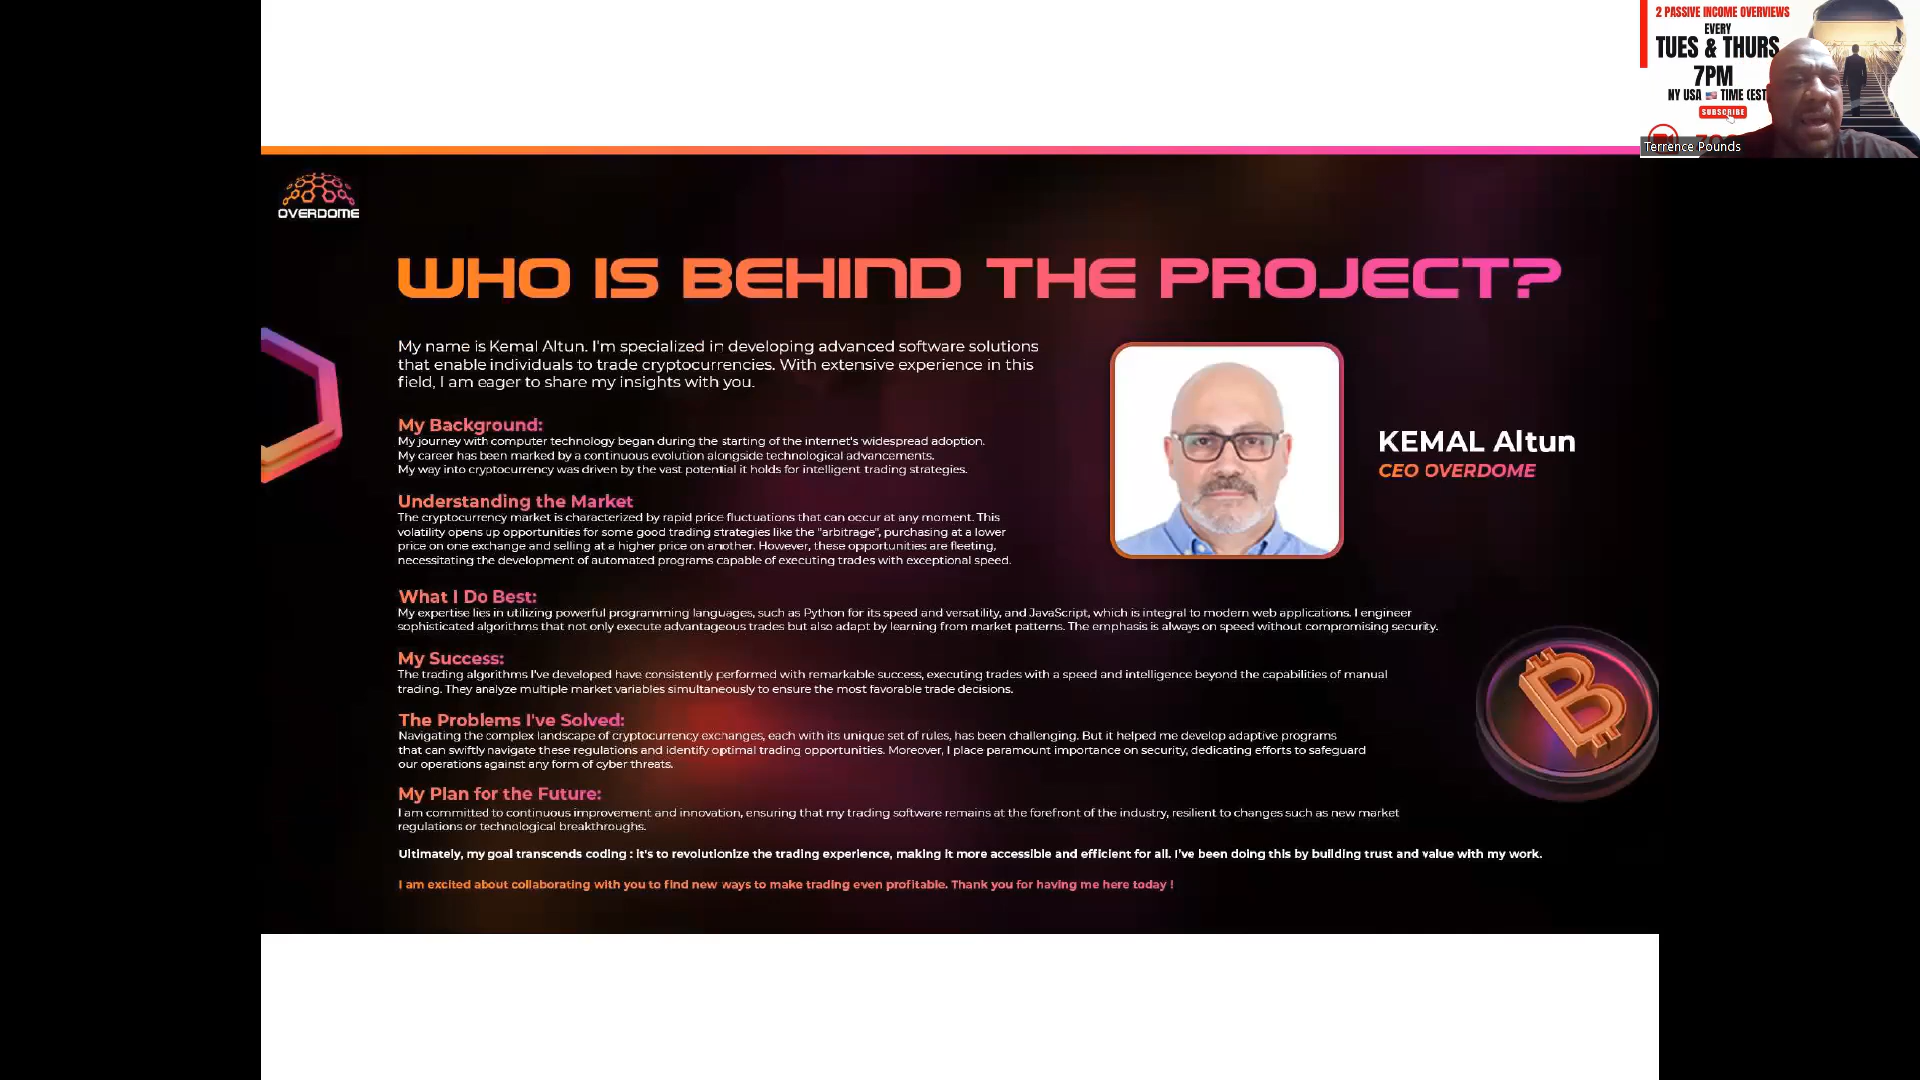 2 PASSIVE INCOME OVERVIEWS
EVERY
TUES & THURS
7PM
NY USA TIME (EST
SUBSCRIBE
Terrence Pounds
OVERDOME
WHO IS BEHIND THE PROJECT?
My name is Kemal Altun. I'm specialized in developing advanced software solutions
that enable individuals to trade cryptocurrencies. With extensive experience in this
field, I am eager to share my insights with you.
KEMAL Altun
CEO OVERDOME
My Background:
My journey with computer technology began during the starting of the internet's widespread adoption.
My career has been marked by a continuous evolution alongside technological advancements.
My way into cryptocurrency was driven by the vast potential it holds for intelligent trading strategies.
Understanding the Market
The cryptocurrency market is characterized by rapid price fluctuations that can occur at any moment. This
volatility opens up opportunities for some good trading strategies like the "arbitrage", purchasing at a lower
price on one exchange and selling at a higher price on another. However, these opportunities are fleeting,
necessitating the development of automated programs capable of executing trades with exceptional speed.
What I Do Best:
My expertise lies in utilizing powerful programming languages, such as Python for its speed and versatility, and JavaScript, which is integral to modern web applications. I engineer
sophisticated algorithms that not only execute advantageous trades but also adapt by learning from market patterns. The emphasis is always on speed without compromising security.
My Success:
The trading algorithms I've developed have consistently performed with remarkable success, executing trades with a speed and intelligence beyond the capabilities of manual
trading. They analyze multiple market variables simultaneously to ensure the most favorable trade decisions.
The Problems I've Solved:
Navigating the complex landscape of cryptocurrency exchanges, each with its unique set of rules, has been challenging. But it helped me develop adaptive programs
that can swiftly navigate these regulations and identify optimal trading opportunities. Moreover, I place paramount importance on security, dedicating efforts to safeguard
our operations against any form of cyber threats.
My Plan for the Future:
I am committed to continuous improvement and innovation, ensuring that my trading software remains at the forefront of the industry, resilient to changes such as new market
regulations or technological breakthroughs.
Ultimately, my goal transcends coding : it's to revolutionize the trading experience, making it more accessible and efficient for all. I've been doing this by building trust and value with my work.
I am excited about collaborating with you to find new ways to make trading even profitable. Thank you for having me here today !